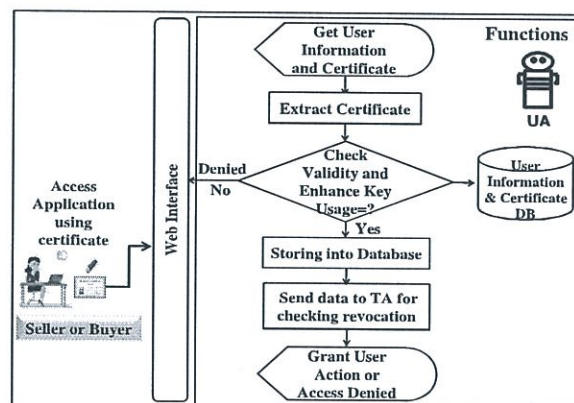 Get User
Information
and Certificate
Functions
UA
Extract Certificate
Check
Validity and
Enhance Key
Usage=?
Denied
No
Yes
User
Information
& Certificate
DB
Access
Application
using
certificate
Web Interface
Seller or Buyer
Storing into Database
Send data to TA for
checking revocation
Grant User
Action or
Access Denied